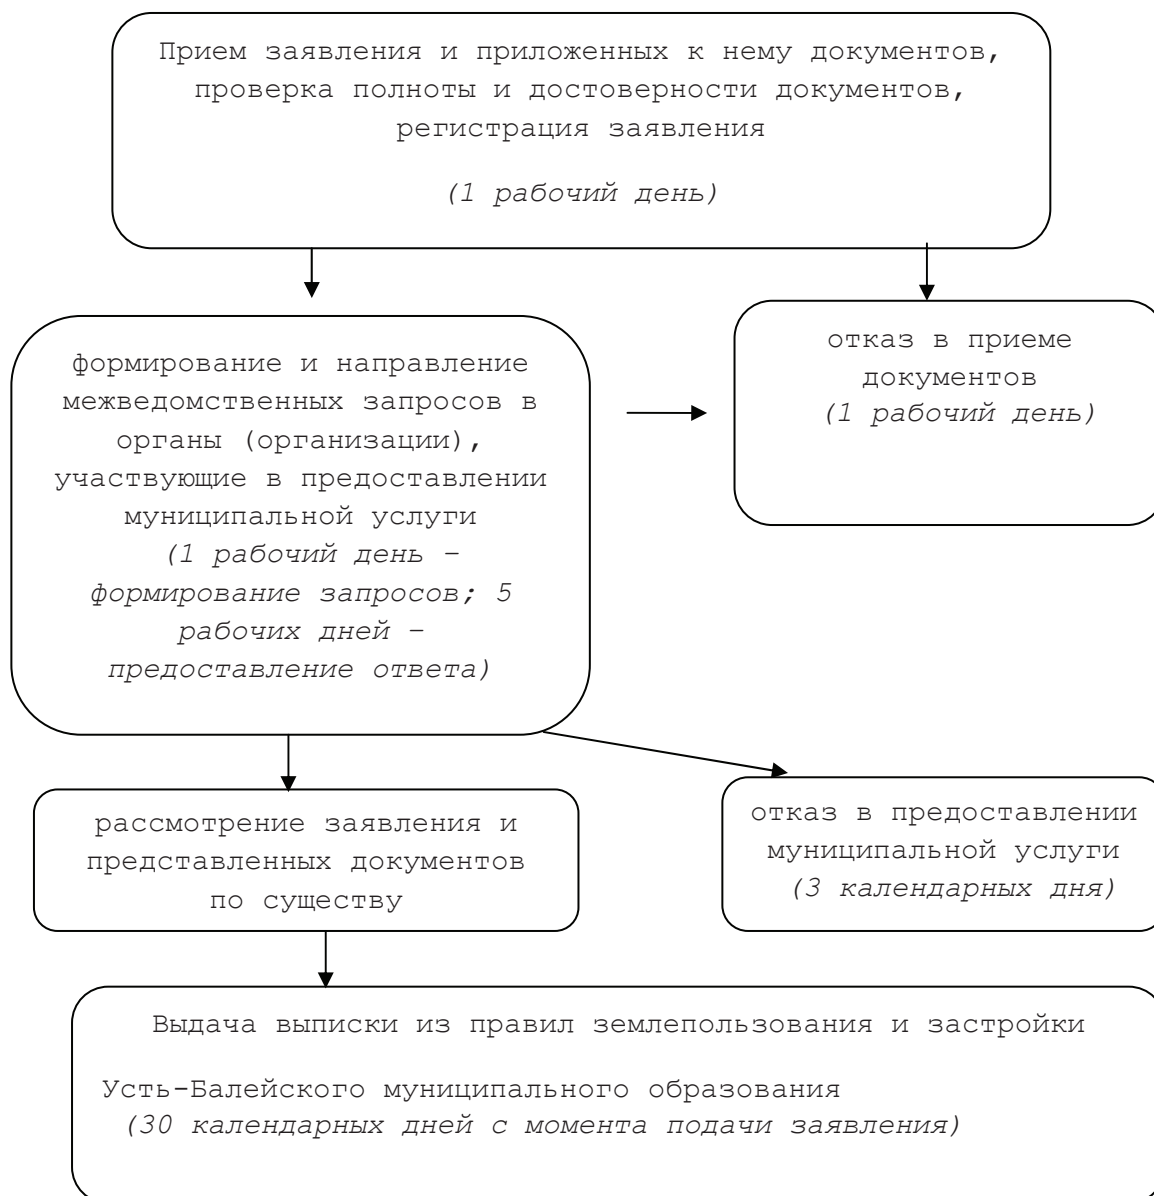 Прием заявления и приложенных к нему документов,
проверка полноты и достоверности документов,
регистрация заявления
(1 рабочий день)
формирование и направление
межведомственных запросов в
органы (организации),
участвующие в предоставлении
муниципальной услуги
(1 рабочий день –
формирование запросов; 5
рабочих дней –
предоставление ответа)
отказ в приеме
документов
(1 рабочий день)
рассмотрение заявления и
представленных документов
по существу
отказ в предоставлении
муниципальной услуги
(3 календарных дня)
Выдача выписки из правил землепользования и застройки
Усть-Балейского муниципального образования
(30 календарных дней с момента подачи заявления)